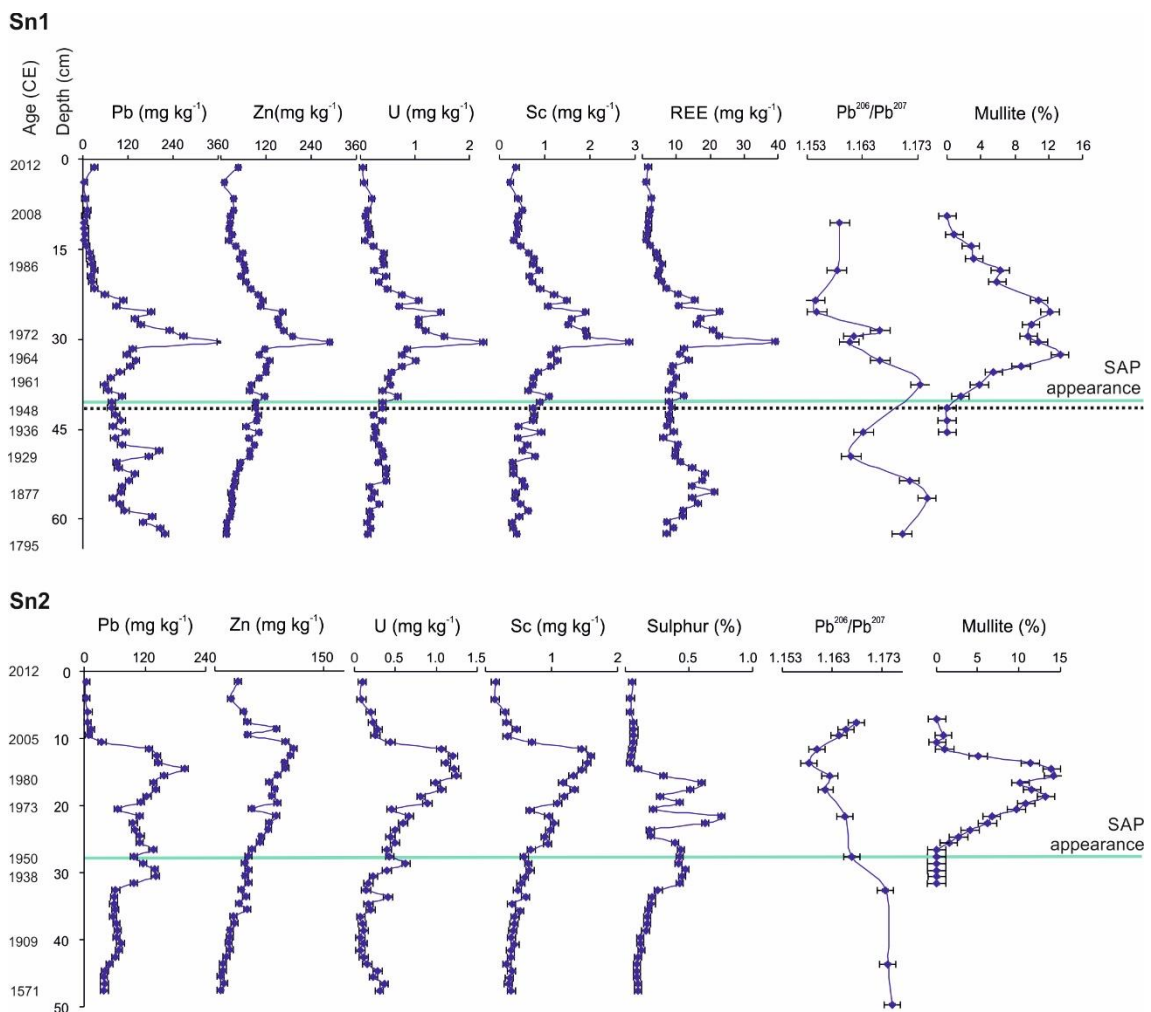 Sn1
Age (CE)
Depth (cm)
Pb (mg kg⁻¹) Zn(mg kg⁻¹) U (mg kg⁻¹) Sc (mg kg⁻¹) REE (mg kg⁻¹) Pb²⁰⁶/Pb²⁰⁷ Mullite (%)
0 120 240 360 120 240 360 1 2 0 1 2 3 10 20 30 40 1.153 1.163 1.173 0 4 8 12 16
2012 0
2008
15
1986
1972
30
1964
1961
SAP
appearance
1948
1936
45
1929
1877
60
1795
Sn2
Pb (mg kg⁻¹) Zn (mg kg⁻¹) U (mg kg⁻¹) Sc (mg kg⁻¹) Sulphur (%) Pb²⁰⁶/Pb²⁰⁷ Mullite (%)
0 120 240 150 0 0.5 1.0 1.5 1 2 0.5 1.0 1.153 1.163 1.173 0 5 10 15
2012 0
2005 10
1980
1973 20
SAP
appearance
1950
1938 30
1909 40
1571
50